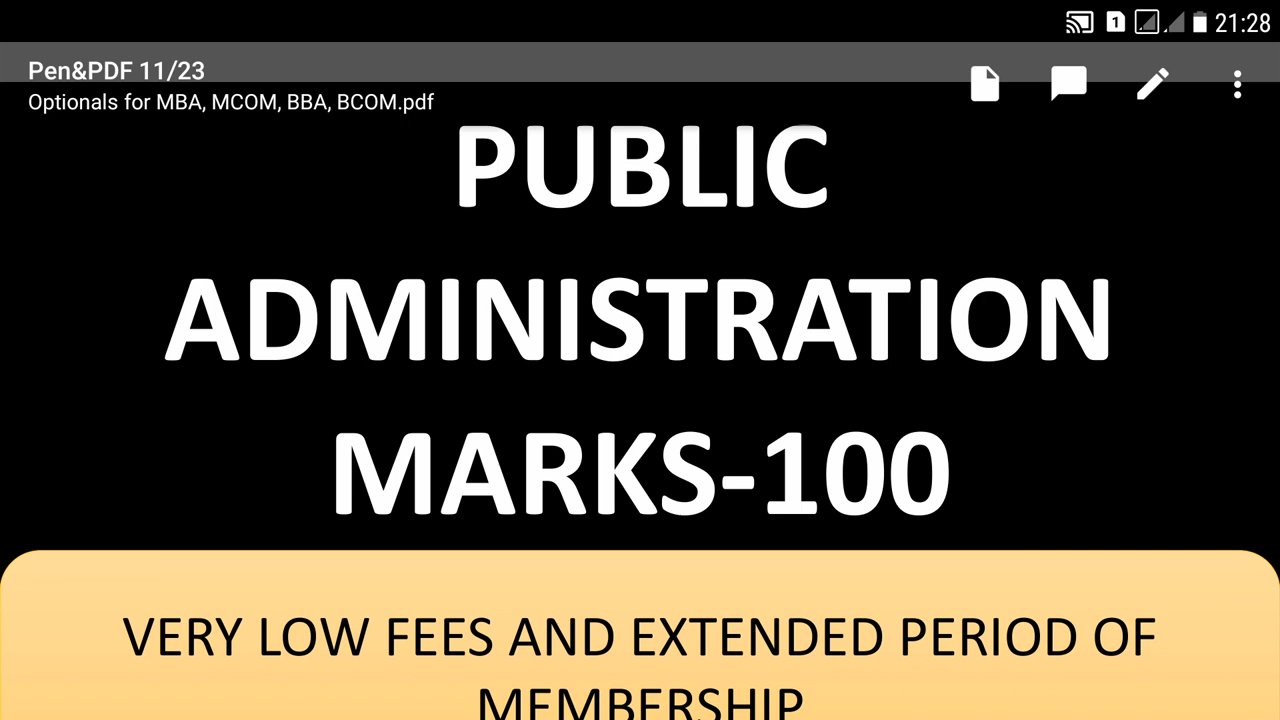 1 21:28
Pen&PDF 11/23
Optionals for MBA, MCOM, BBA, BCOM.pdf
PUBLIC
ADMINISTRATION
MARKS-100
VERY LOW FEES AND EXTENDED PERIOD OF
MEMBERSHIP